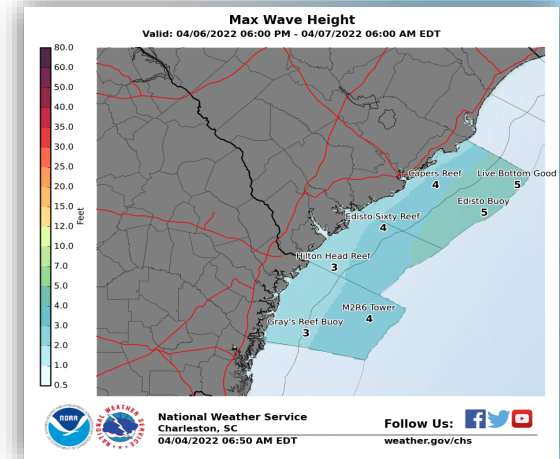 Max Wave Height
Valid: 04/06/2022 06:00 PM - 04/07/2022 06:00 AM EDT
80.0
60.0
50.0
40.0
35.0
30.0
25.0
20.0
15.0
12.0
10.0
7.0
5.0
4.0
3.0
2.0
1.0
0.5
Feet
Capers Reef
4
Live Bottom Good
5
Edisto Buoy
5
Edisto Sixty Reef
4
Hilton Head Reef
3
M2R6 Tower
4
Gray's Reef Buoy
3
NOAA
NATIONAL WEATHER SERVICE
National Weather Service
Charleston, SC
04/04/2022 06:50 AM EDT
Follow Us:
weather.gov/chs